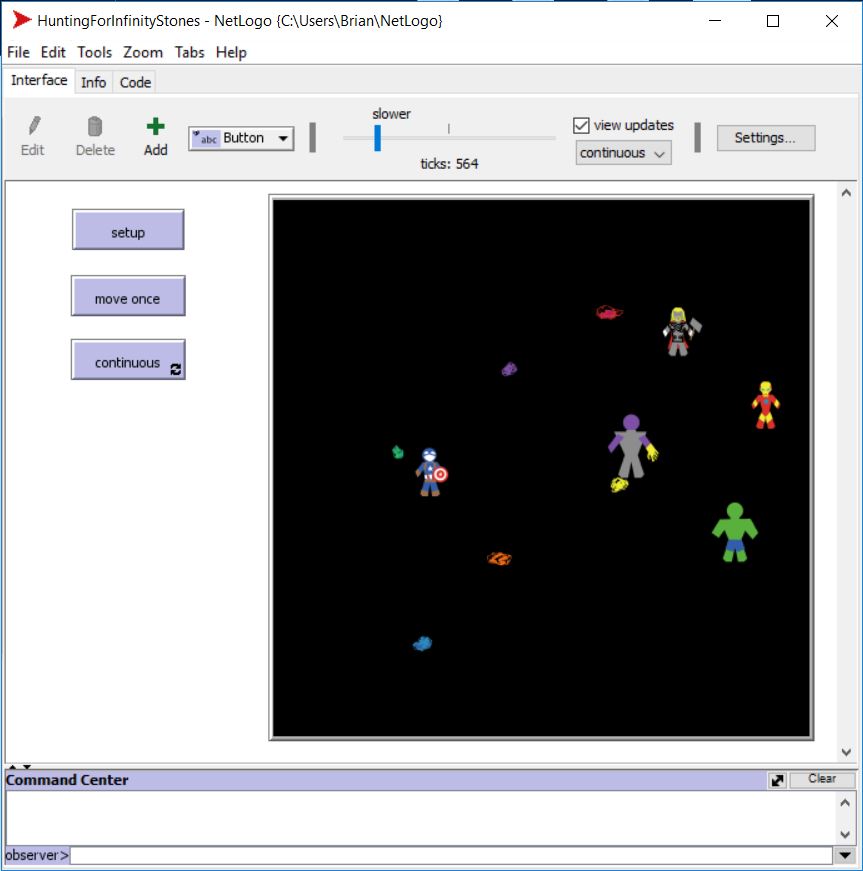 HuntingForInfinityStones - NetLogo {C:\Users\Brian\NetLogo}
File Edit Tools Zoom Tabs Help
Interface Info Code
slower
Edit Delete Add abc Button view updates Settings...
continuous
ticks: 564
setup
move once
continuous
Command Center Clear
observer>